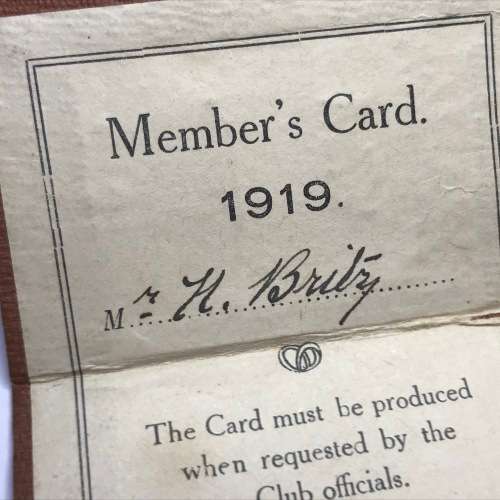 Member's Card.
1919.
Mr H. Britz
The Card must be produced
when requested by the
Club officials.